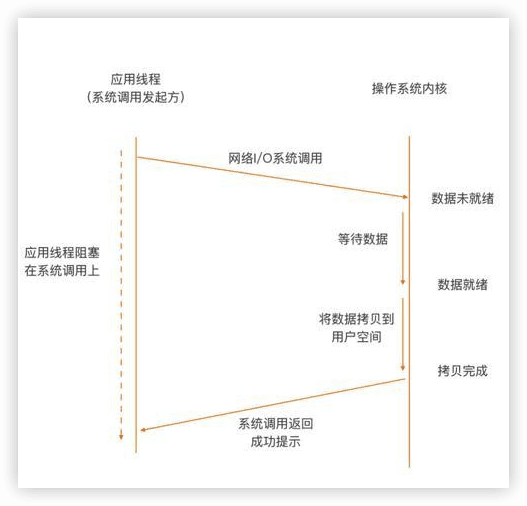 应用线程
(系统调用发起方)
操作系统内核
网络I/O系统调用
数据未就绪
等待数据
应用线程阻塞
在系统调用上
数据就绪
将数据拷贝到
用户空间
拷贝完成
系统调用返回
成功提示